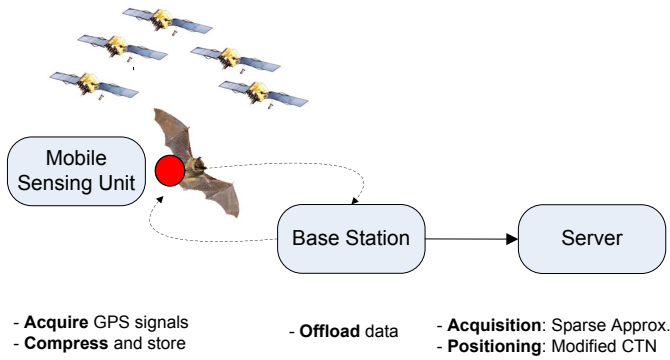 Mobile
Sensing Unit
Base Station
Server
- Acquire GPS signals
- Compress and store
- Offload data
- Acquisition: Sparse Approx.
- Positioning: Modified CTN